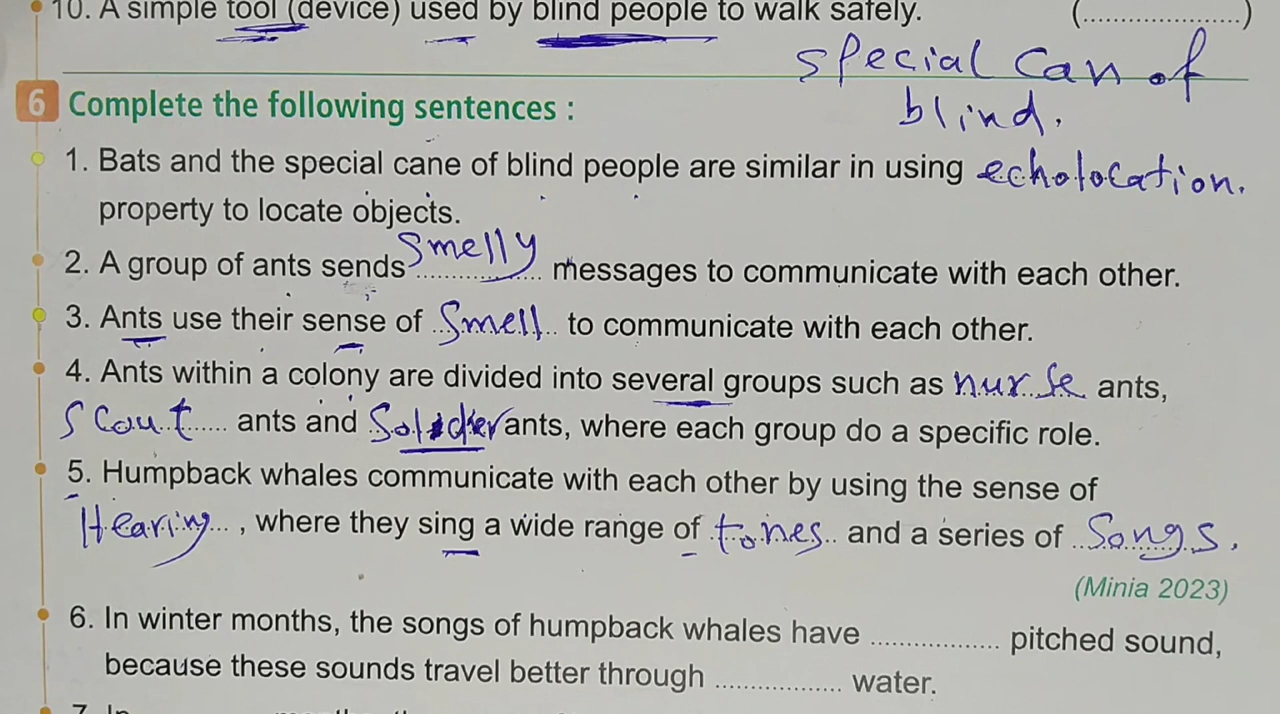 10. A simple tool (device) used by blind people to walk safely. (......................)
special can of
blind.
6 Complete the following sentences :
1. Bats and the special cane of blind people are similar in using echolocation.
property to locate objects.
2. A group of ants sends smelly messages to communicate with each other.
3. Ants use their sense of smell to communicate with each other.
4. Ants within a colony are divided into several groups such as nurse ants,
scout ants and soldier ants, where each group do a specific role.
5. Humpback whales communicate with each other by using the sense of
Hearing , where they sing a wide range of tones and a series of Songs.
(Minia 2023)
6. In winter months, the songs of humpback whales have .................. pitched sound,
because these sounds travel better through .................. water.
7. In